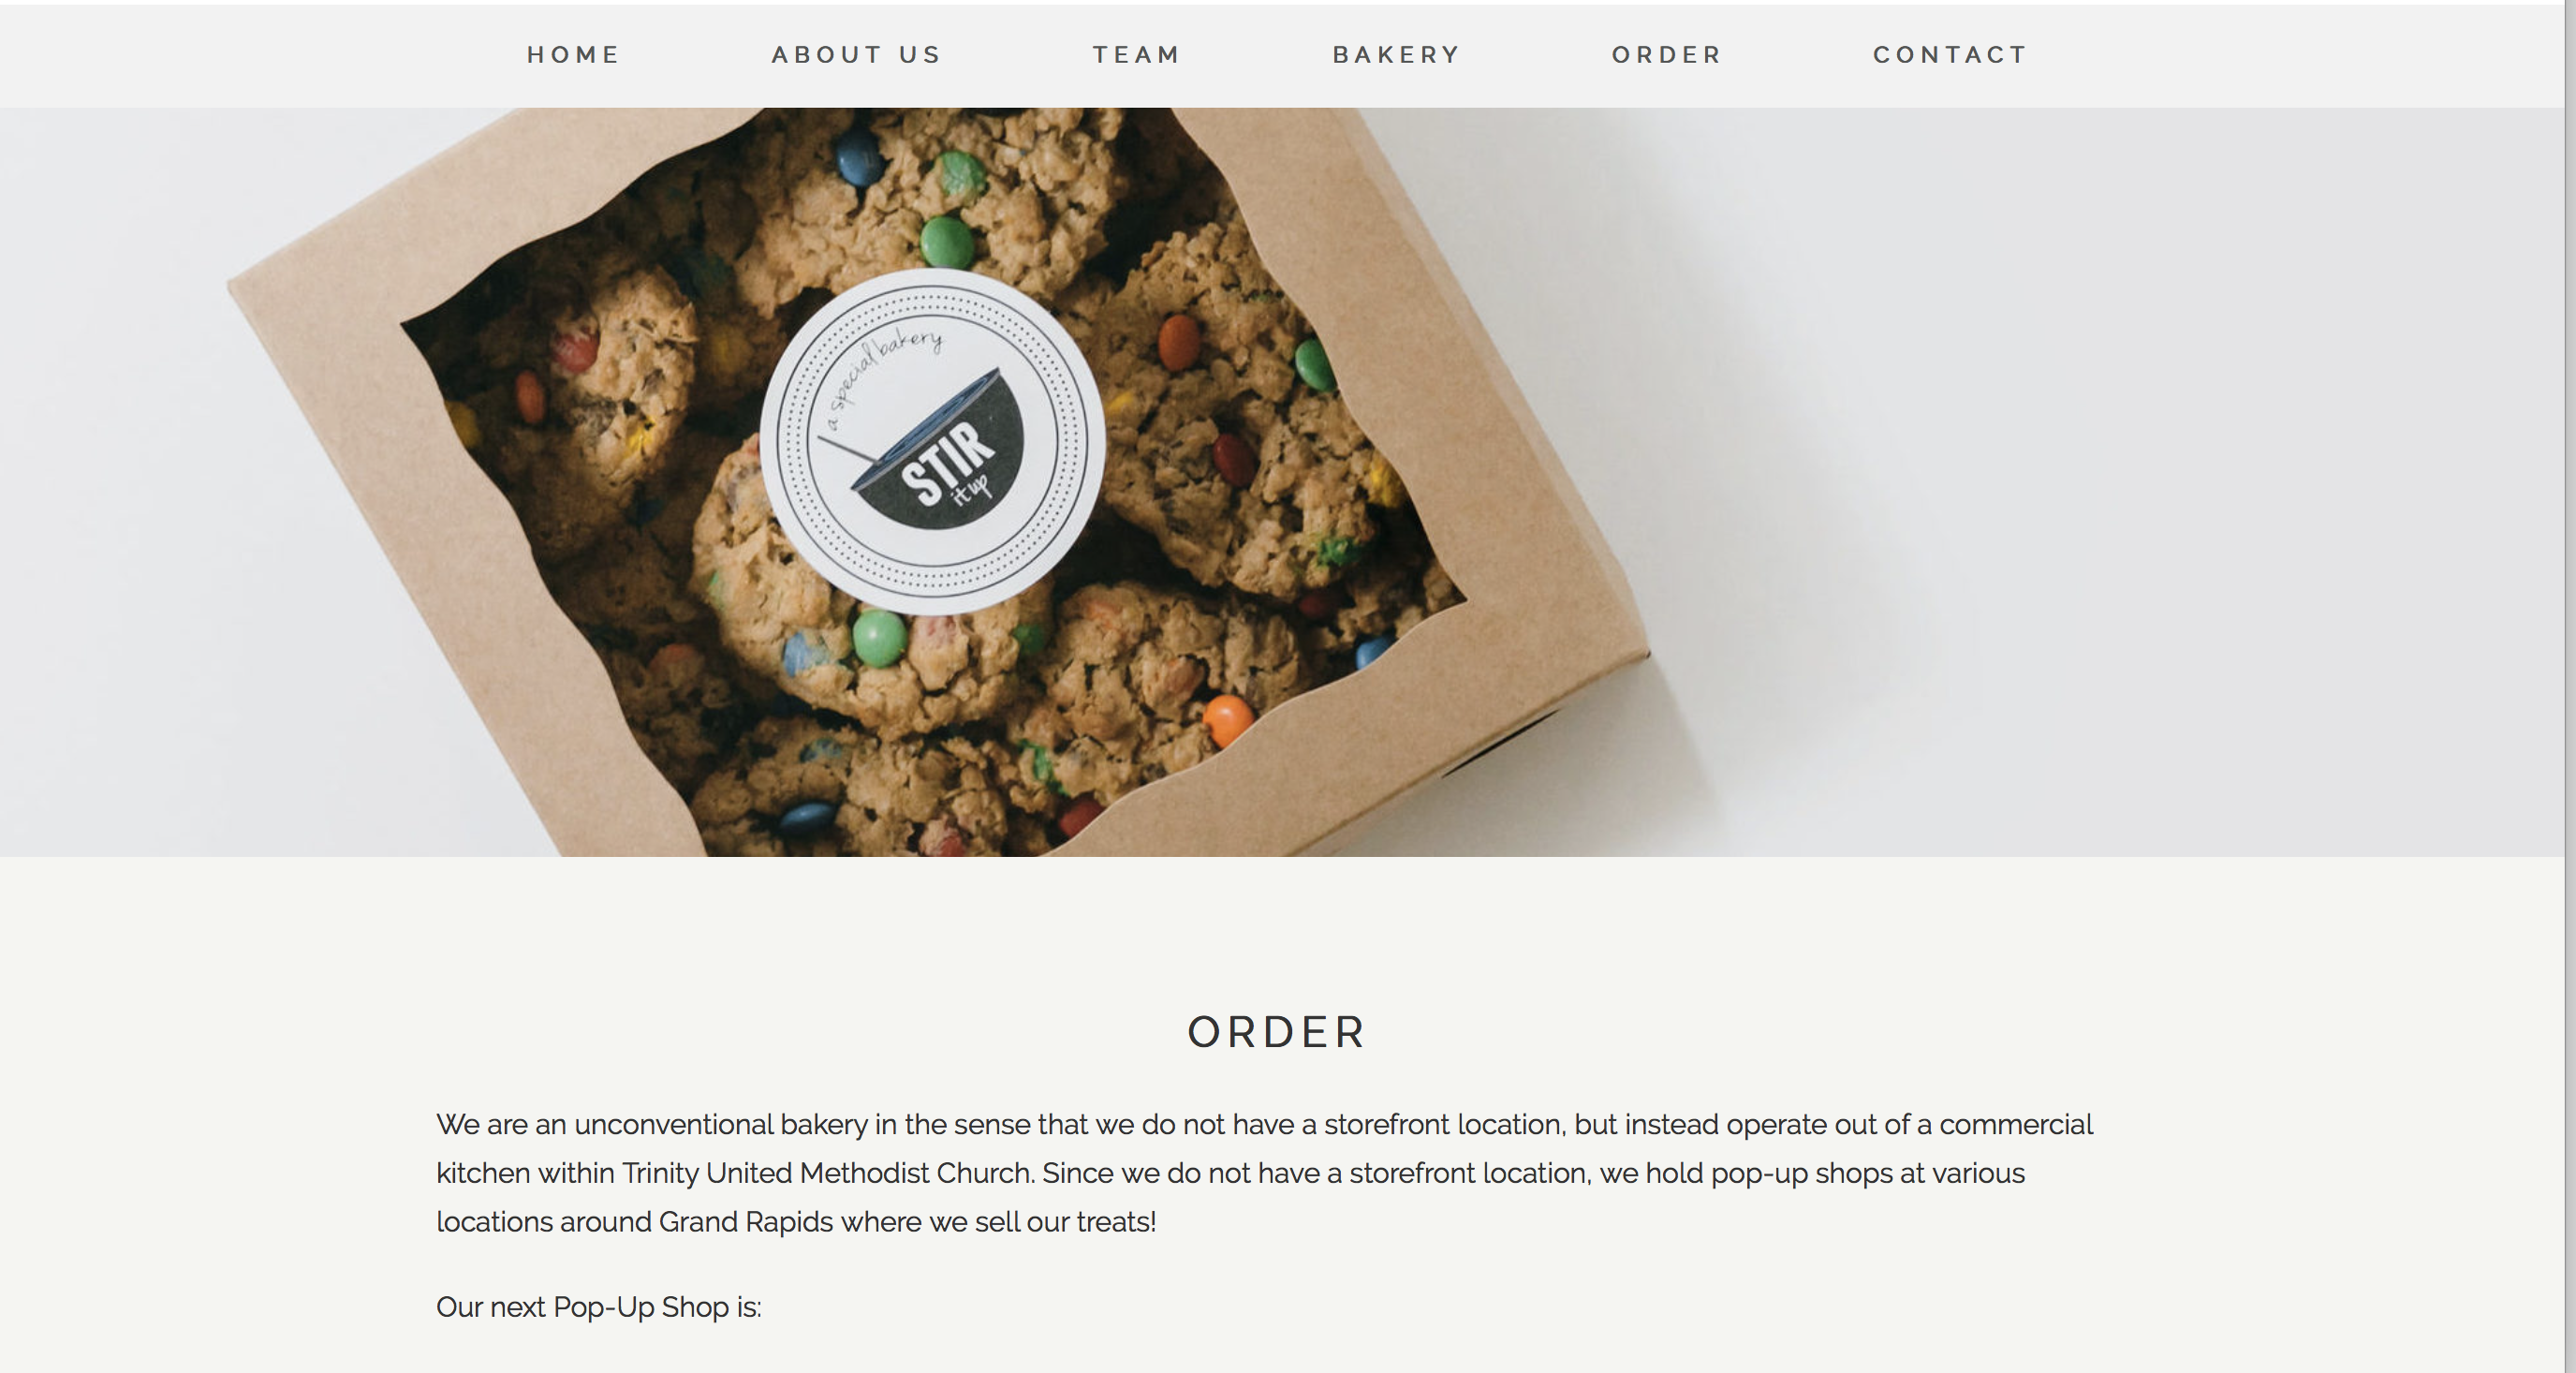 HOME ABOUT US TEAM BAKERY ORDER CONTACT
a special bakery
STIR
it up
ORDER
We are an unconventional bakery in the sense that we do not have a storefront location, but instead operate out of a commercial
kitchen within Trinity United Methodist Church. Since we do not have a storefront location, we hold pop-up shops at various
locations around Grand Rapids where we sell our treats!
Our next Pop-Up Shop is: